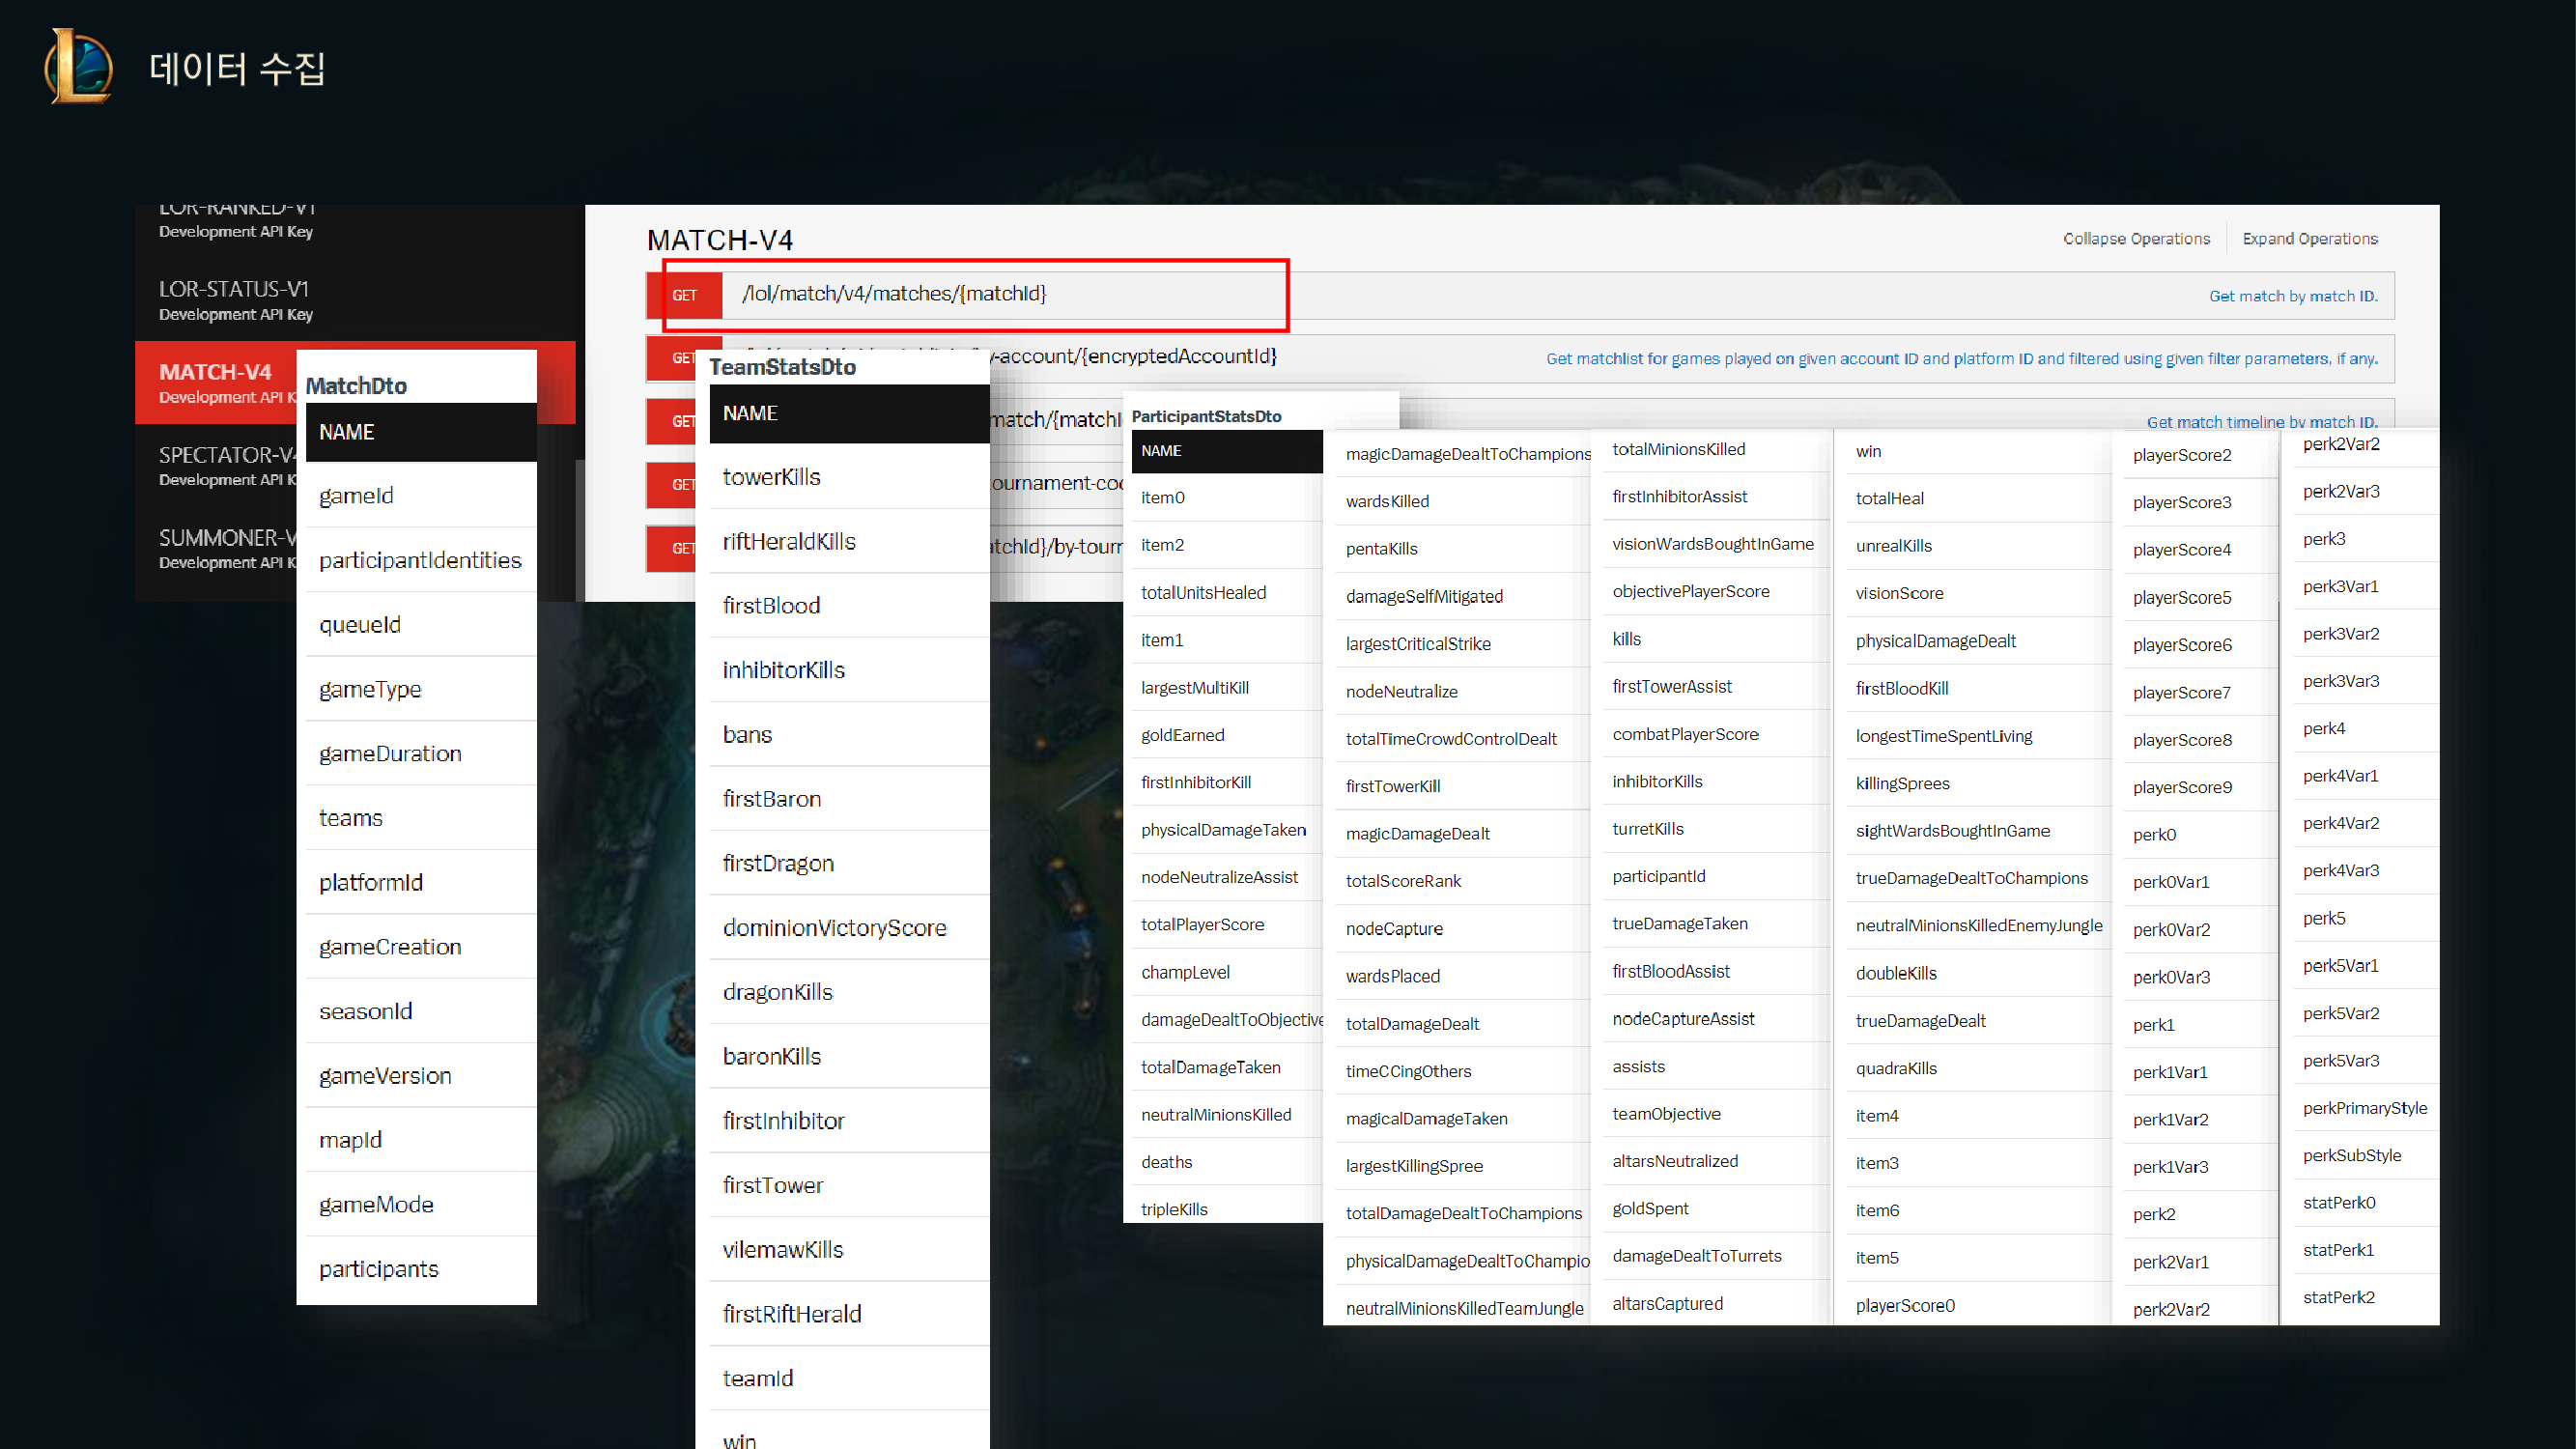 데이터 수집
LOR-RANKED-V1
Development API Key
LOR-STATUS-V1
Development API Key
MATCH-V4
Development API K
SPECTATOR-V4
Development API K
SUMMONER-V
Development API K
MATCH-V4
Collapse Operations
Expand Operations
GET
/lol/match/v4/matches/{matchId}
Get match by match ID.
GET
y-account/{encryptedAccountId}
Get matchlist for games played on given account ID and platform ID and filtered using given filter parameters, if any.
GET
match/{matchI
Get match timeline by match ID.
GET
ournament-co
GET
atchId}/by-tour
MatchDto
NAME
gameId
participantIdentities
queueId
gameType
gameDuration
teams
platformId
gameCreation
seasonId
gameVersion
mapId
gameMode
participants
TeamStatsDto
NAME
towerKills
riftHeraldKills
firstBlood
inhibitorKills
bans
firstBaron
firstDragon
dominionVictoryScore
dragonKills
baronKills
firstInhibitor
firstTower
vilemawKills
firstRiftHerald
teamId
win
ParticipantStatsDto
NAME
item0
item2
totalUnitsHealed
item1
largestMultiKill
goldEarned
firstInhibitorKill
physicalDamageTaken
nodeNeutralizeAssist
totalPlayerScore
champLevel
damageDealtToObjective
totalDamageTaken
neutralMinionsKilled
deaths
tripleKills
magicDamageDealtToChampions
wardsKilled
pentaKills
damageSelfMitigated
largestCriticalStrike
nodeNeutralize
totalTimeCrowdControlDealt
firstTowerKill
magicDamageDealt
totalScoreRank
nodeCapture
wardsPlaced
totalDamageDealt
timeCCingOthers
magicalDamageTaken
largestKillingSpree
totalDamageDealtToChampions
physicalDamageDealtToChampio
neutralMinionsKilledTeamJungle
totalMinionsKilled
firstInhibitorAssist
visionWardsBoughtInGame
objectivePlayerScore
kills
firstTowerAssist
combatPlayerScore
inhibitorKills
turretKills
participantId
trueDamageTaken
firstBloodAssist
nodeCaptureAssist
assists
teamObjective
altarsNeutralized
goldSpent
damageDealtToTurrets
altarsCaptured
win
totalHeal
unrealKills
visionScore
physicalDamageDealt
firstBloodKill
longestTimeSpentLiving
killingSprees
sightWardsBoughtInGame
trueDamageDealtToChampions
neutralMinionsKilledEnemyJungle
doubleKills
trueDamageDealt
quadraKills
item4
item3
item6
item5
playerScore0
playerScore2
playerScore3
playerScore4
playerScore5
playerScore6
playerScore7
playerScore8
playerScore9
perk0
perk0Var1
perk0Var2
perk0Var3
perk1
perk1Var1
perk1Var2
perk1Var3
perk2
perk2Var1
perk2Var2
perk2Var2
perk2Var3
perk3
perk3Var1
perk3Var2
perk3Var3
perk4
perk4Var1
perk4Var2
perk4Var3
perk5
perk5Var1
perk5Var2
perk5Var3
perkPrimaryStyle
perkSubStyle
statPerk0
statPerk1
statPerk2